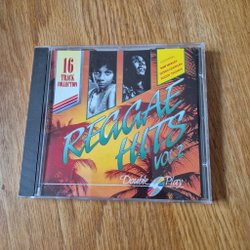 16
TRACK
COLLECTION
REGGAE
HITS
VOL 2
Double Play